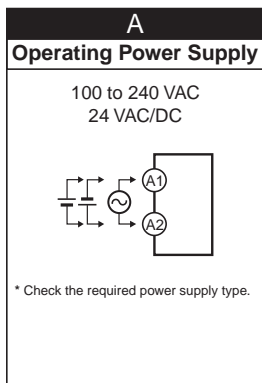 A
Operating Power Supply
100 to 240 VAC
24 VAC/DC
A1
A2
* Check the required power supply type.